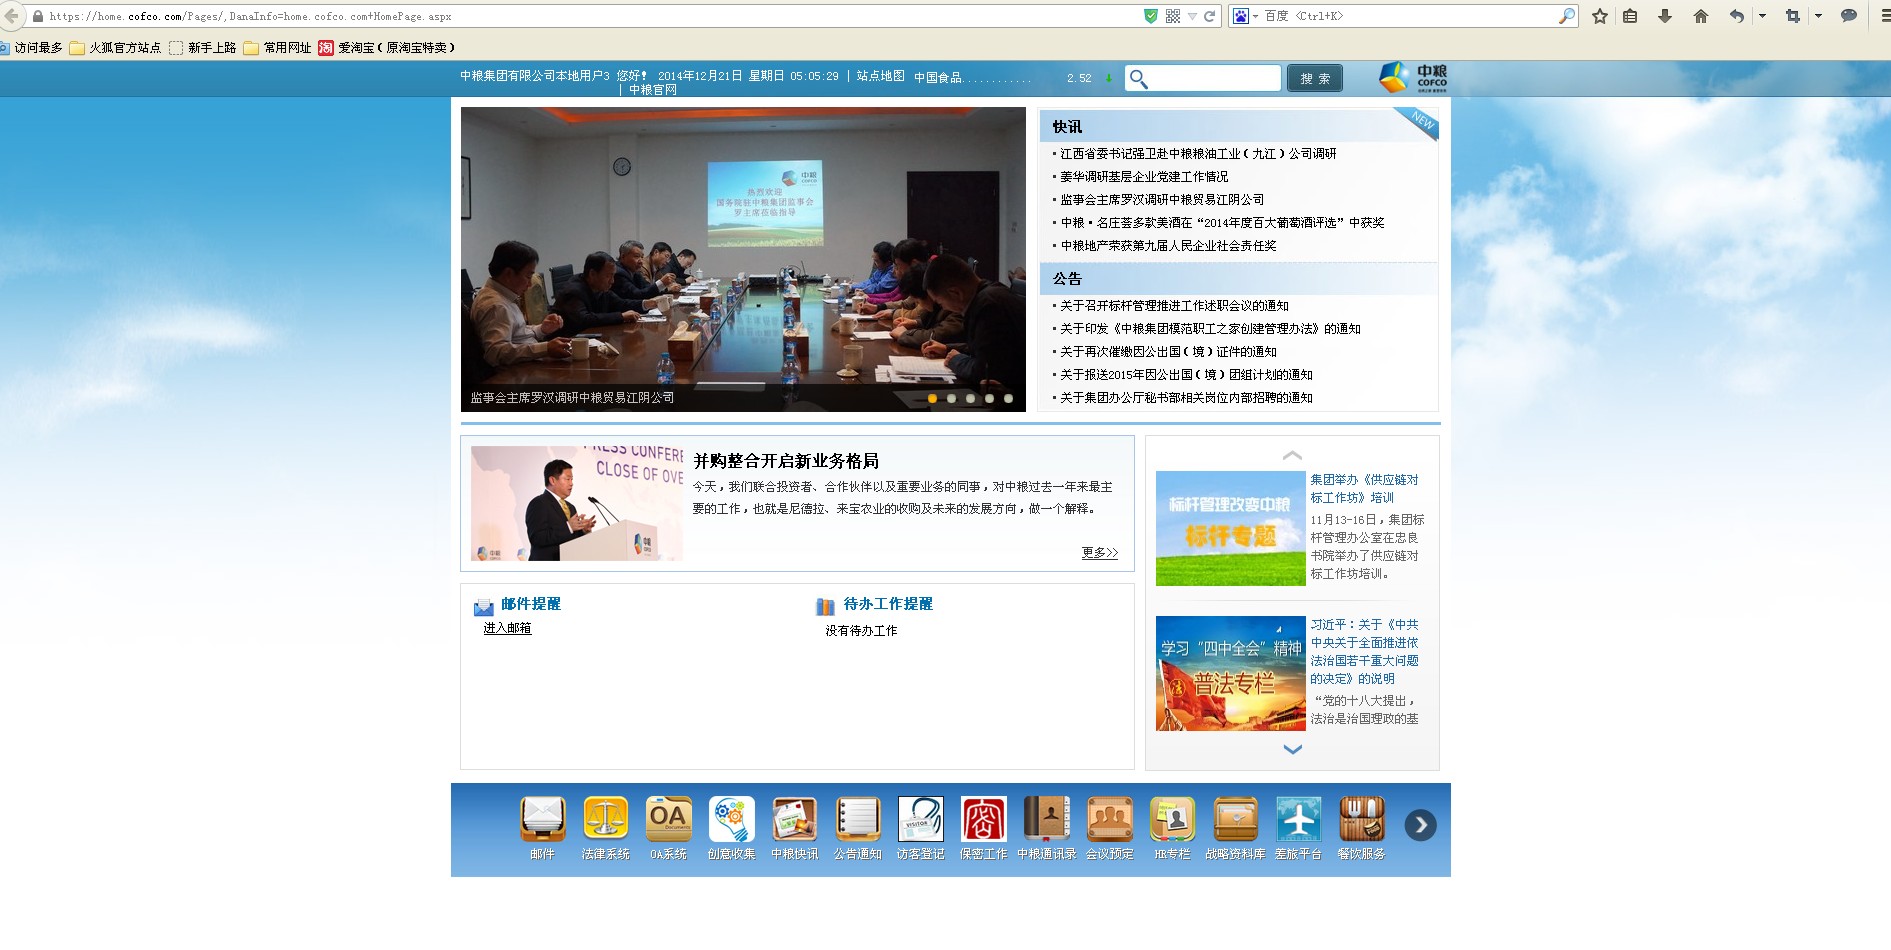 https://home.cofco.com/Pages/,DanaInfo=home.cofco.com+HomePage.aspx
百度 <Ctrl+K>
访问最多 火狐官方站点 新手上路 常用网址 淘 爱淘宝（原淘宝特卖）
中粮集团有限公司本地用户3 您好！ 2014年12月21日 星期日 05:05:29 | 站点地图 中国食品............ 2.52 搜 索 中粮 COFCO
| 中粮官网
中粮 COFCO
热烈欢迎
国务院驻中粮集团监事会
罗主席莅临指导
监事会主席罗汉调研中粮贸易江阴公司
快讯
NEW
·江西省委书记强卫赴中粮粮油工业（九江）公司调研
·姜华调研基层企业党建工作情况
·监事会主席罗汉调研中粮贸易江阴公司
·中粮·名庄荟多款美酒在“2014年度百大葡萄酒评选”中获奖
·中粮地产荣获第九届人民企业社会责任奖
公告
·关于召开标杆管理推进工作述职会议的通知
·关于印发《中粮集团模范职工之家创建管理办法》的通知
·关于再次催缴因公出国（境）证件的通知
·关于报送2015年因公出国（境）团组计划的通知
·关于集团办公厅秘书部相关岗位内部招聘的通知
RESS CONFERE
CLOSE OF OVE
中粮
中粮
COFCO
并购整合开启新业务格局
今天，我们联合投资者、合作伙伴以及重要业务的同事，对中粮过去一年来最主
要的工作，也就是尼德拉、来宝农业的收购及未来的发展方向，做一个解释。
更多>>
标杆管理改变中粮
标杆专题
集团举办《供应链对
标工作坊》培训
11月13-16日，集团标
杆管理办公室在忠良
书院举办了供应链对
标工作坊培训。
学习“四中全会”精神
普法专栏
习近平：关于《中共
中央关于全面推进依
法治国若干重大问题
的决定》的说明
“党的十八大提出，
法治是治国理政的基
邮件提醒
进入邮箱
待办工作提醒
没有待办工作
OA
Documents
VISITOR
密
邮件 法律系统 OA系统 创意收集 中粮快讯 公告通知 访客登记 保密工作 中粮通讯录 会议预定 HR专栏 战略资料库 差旅平台 餐饮服务